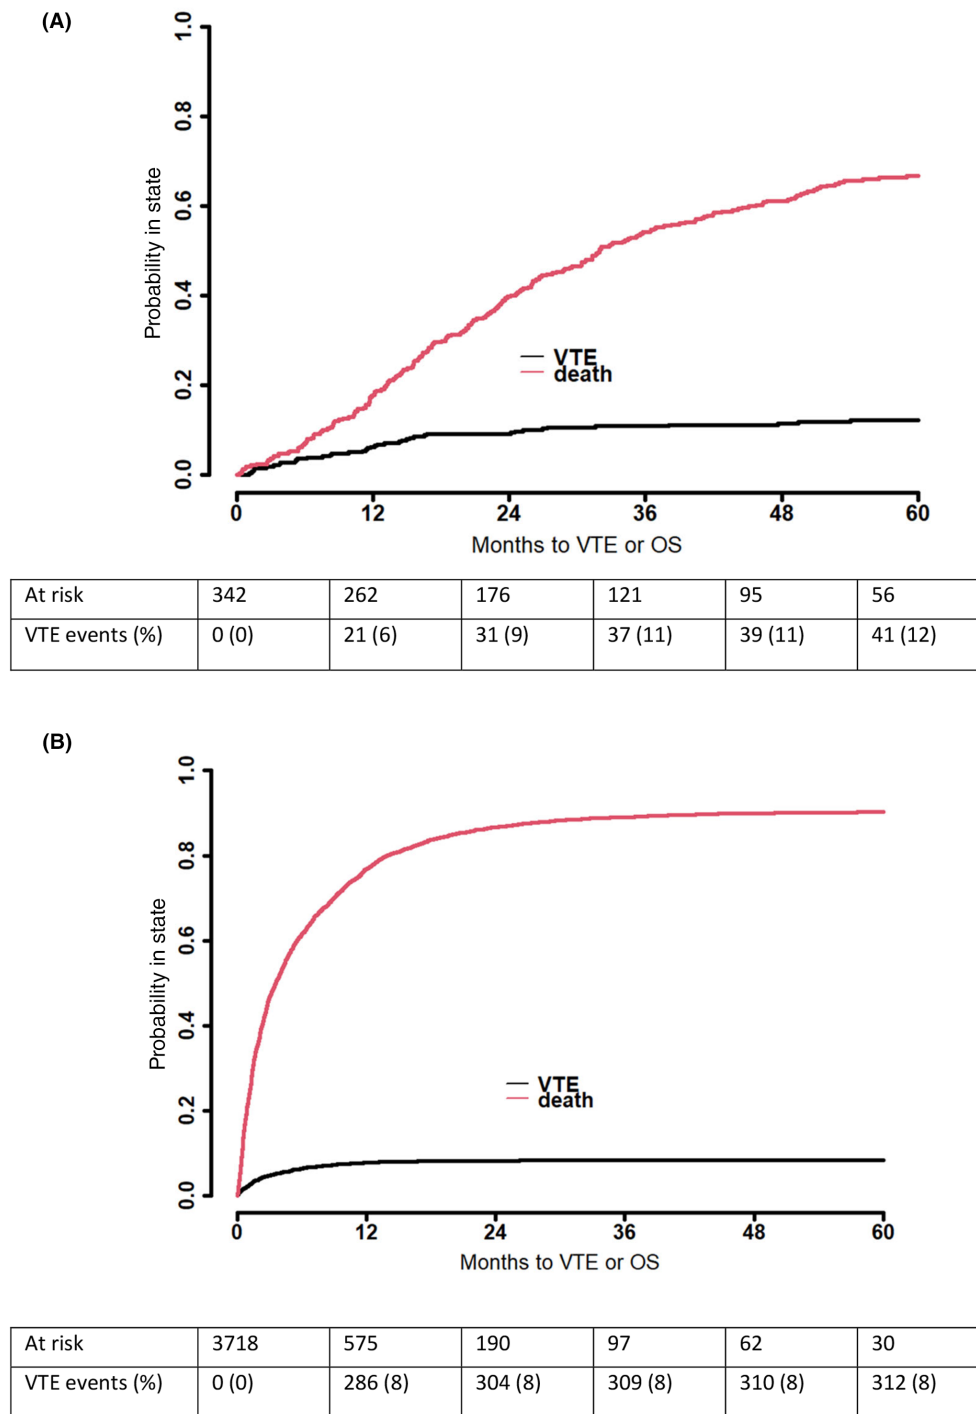 (A)
1.0
0.8
0.6
0.4
0.2
0.0
Probability in state
VTE
death
0 12 24 36 48 60
Months to VTE or OS
At risk 342 262 176 121 95 56
VTE events (%) 0 (0) 21 (6) 31 (9) 37 (11) 39 (11) 41 (12)
(B)
1.0
0.8
0.6
0.4
0.2
0.0
Probability in state
VTE
death
0 12 24 36 48 60
Months to VTE or OS
At risk 3718 575 190 97 62 30
VTE events (%) 0 (0) 286 (8) 304 (8) 309 (8) 310 (8) 312 (8)